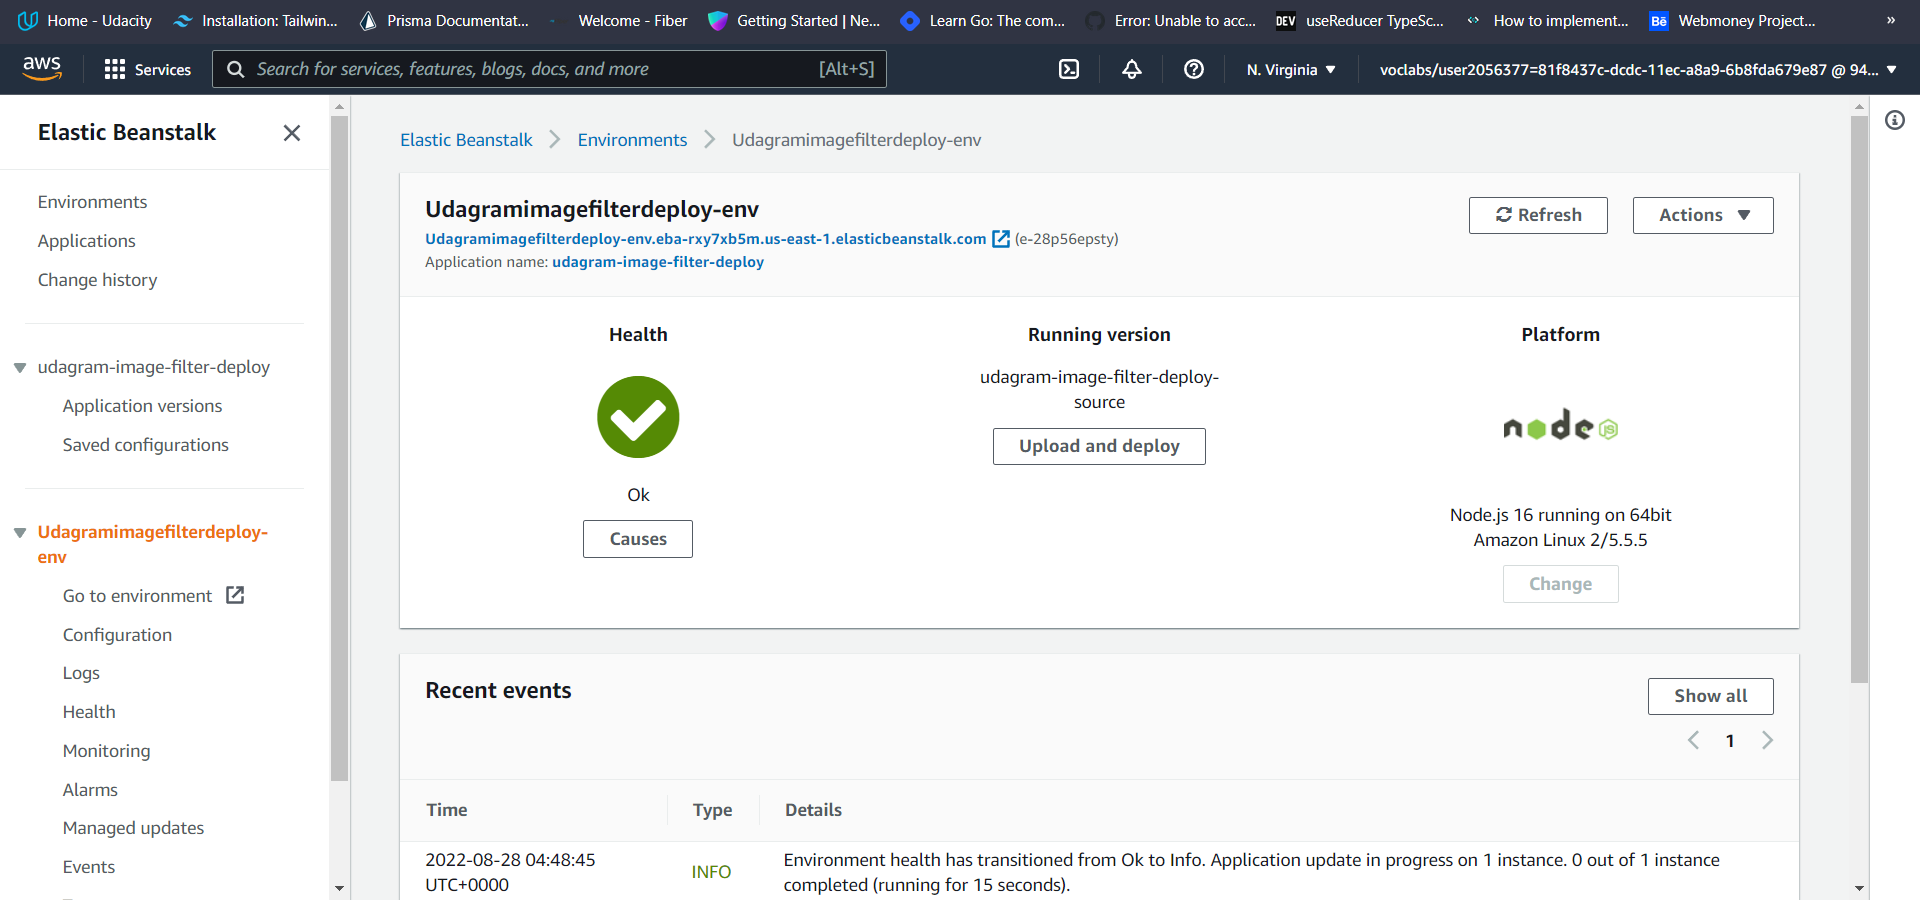 Home - Udacity
Installation: Tailwin...
Prisma Documentat...
Welcome - Fiber
Getting Started | Ne...
Learn Go: The com...
Error: Unable to acc...
DEV
useReducer TypeSc...
How to implement...
Bē
Webmoney Project...
»
aws
Services
Search for services, features, blogs, docs, and more
[Alt+S]
N. Virginia
voclabs/user2056377=81f8437c-dcdc-11ec-a8a9-6b8fda679e87 @ 94...
Elastic Beanstalk
Environments
Applications
Change history
udagram-image-filter-deploy
Application versions
Saved configurations
Udagramimagefilterdeploy-
env
Go to environment
Configuration
Logs
Health
Monitoring
Alarms
Managed updates
Events
Elastic Beanstalk
Environments
Udagramimagefilterdeploy-env
Udagramimagefilterdeploy-env
Udagramimagefilterdeploy-env.eba-rxy7xb5m.us-east-1.elasticbeanstalk.com (e-28p56epsty)
Application name: udagram-image-filter-deploy
Refresh
Actions
Health
Ok
Causes
Running version
udagram-image-filter-deploy-
source
Upload and deploy
Platform
node JS
Node.js 16 running on 64bit
Amazon Linux 2/5.5.5
Change
Recent events
Show all
1
Time
Type
Details
2022-08-28 04:48:45
UTC+0000
INFO
Environment health has transitioned from Ok to Info. Application update in progress on 1 instance. 0 out of 1 instance
completed (running for 15 seconds).